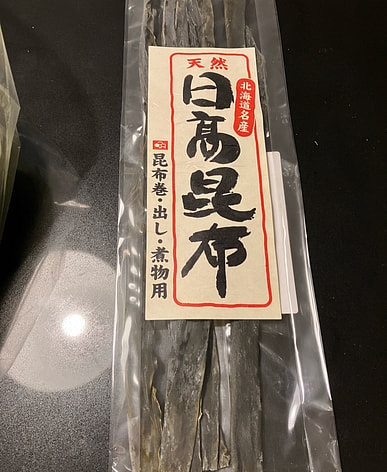 天然
北海道名産
日高昆布
昆布巻・出し・煮物用